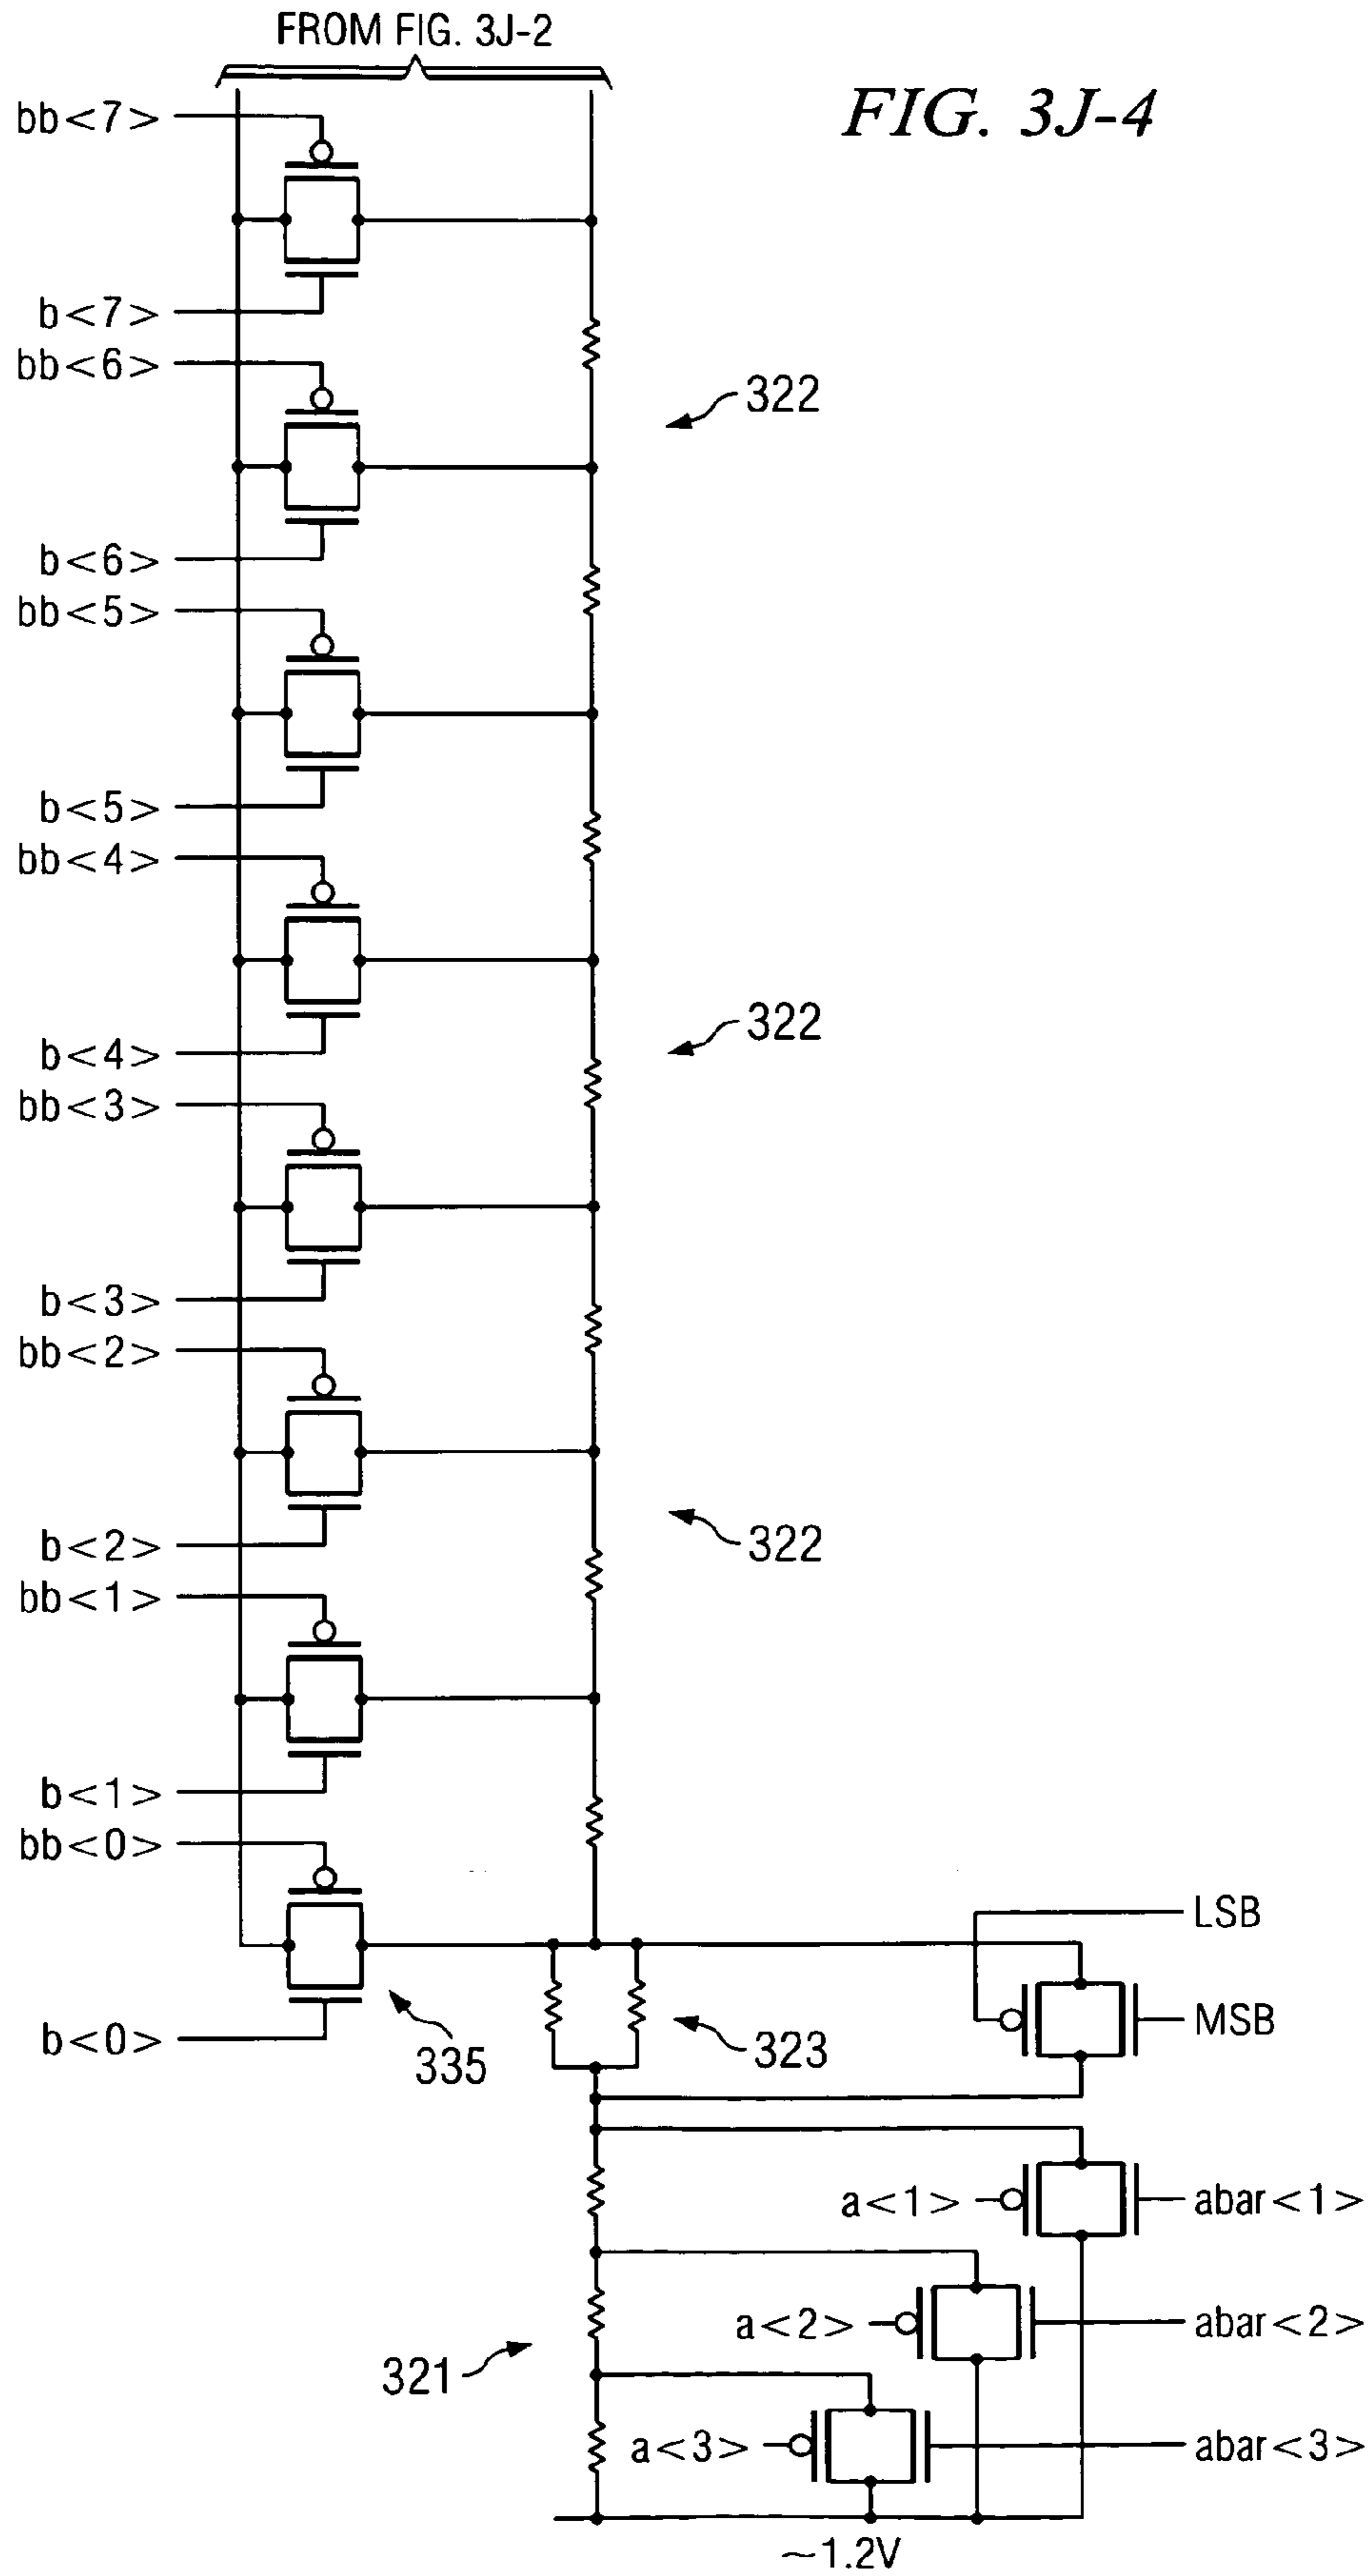 FROM FIG. 3J-2
FIG. 3J-4
bb<7>
b<7>
bb<6>
322
b<6>
bb<5>
b<5>
bb<4>
322
b<4>
bb<3>
b<3>
bb<2>
322
b<2>
bb<1>
b<1>
bb<0>
LSB
MSB
b<0>
335
323
a<1>
abar<1>
a<2>
abar<2>
321
a<3>
abar<3>
~1.2V